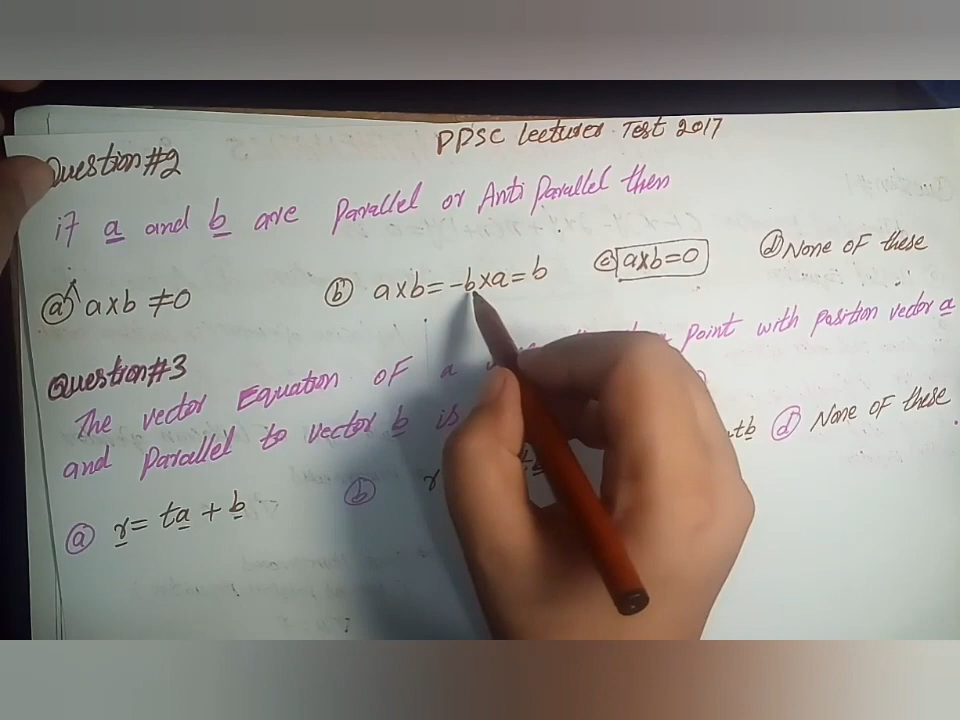 PPSC Lecturer Test 2017
Question#2
if a and b are Parallel or Anti Parallel then
(a) a×b ≠0 (b) a×b=-b×a=b (c) a×b=0 (d) None of these
Question#3
The vector Equation of a point with position vector a
and Parallel to vector b is
(a) r= ta + b (b) r tb (d) None of these